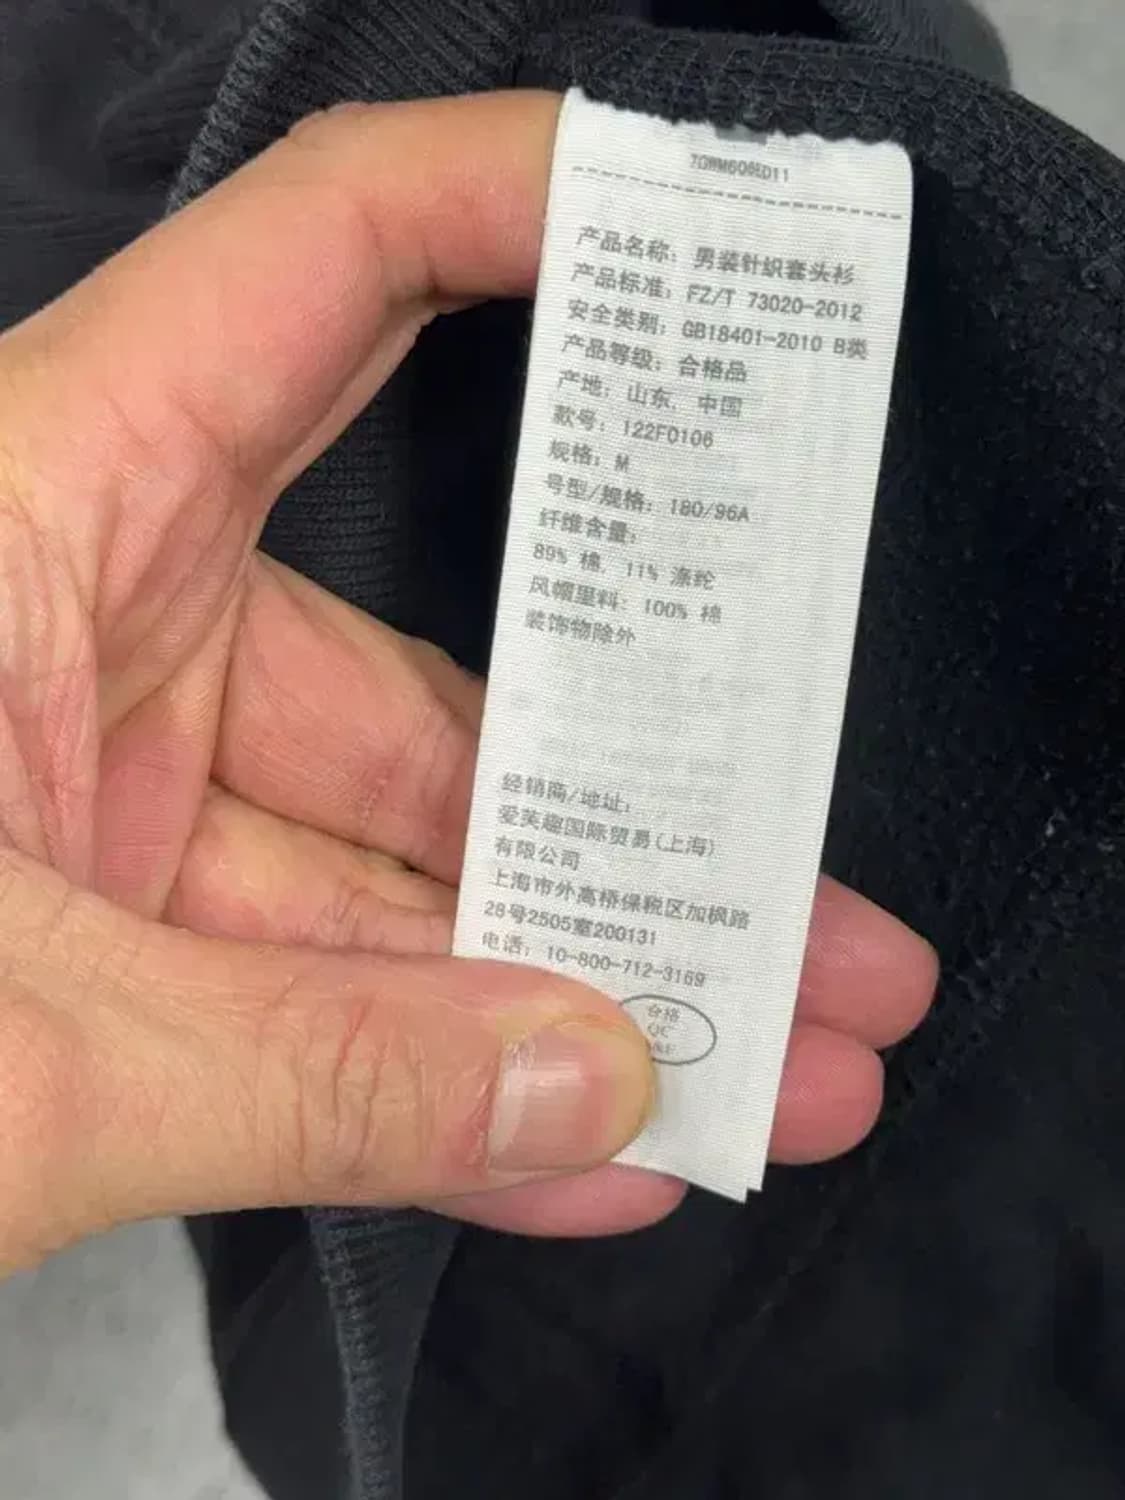 产品名称：男装针织套头衫
产品标准：FZ/T 73020-2012
安全类别：GB18401-2010 B类
产品等级：合格品
产地：山东，中国
款号：122F0106
规格：M
号型/规格：180/96A
纤维含量：
89% 棉，11% 涤纶
风帽里料：100% 棉
装饰物除外
经销商/地址：
爱芙趣国际贸易(上海)
有限公司
上海市外高桥保税区加枫路
28号2505室200131
电话：10-800-712-3169
合格
QC
A&F